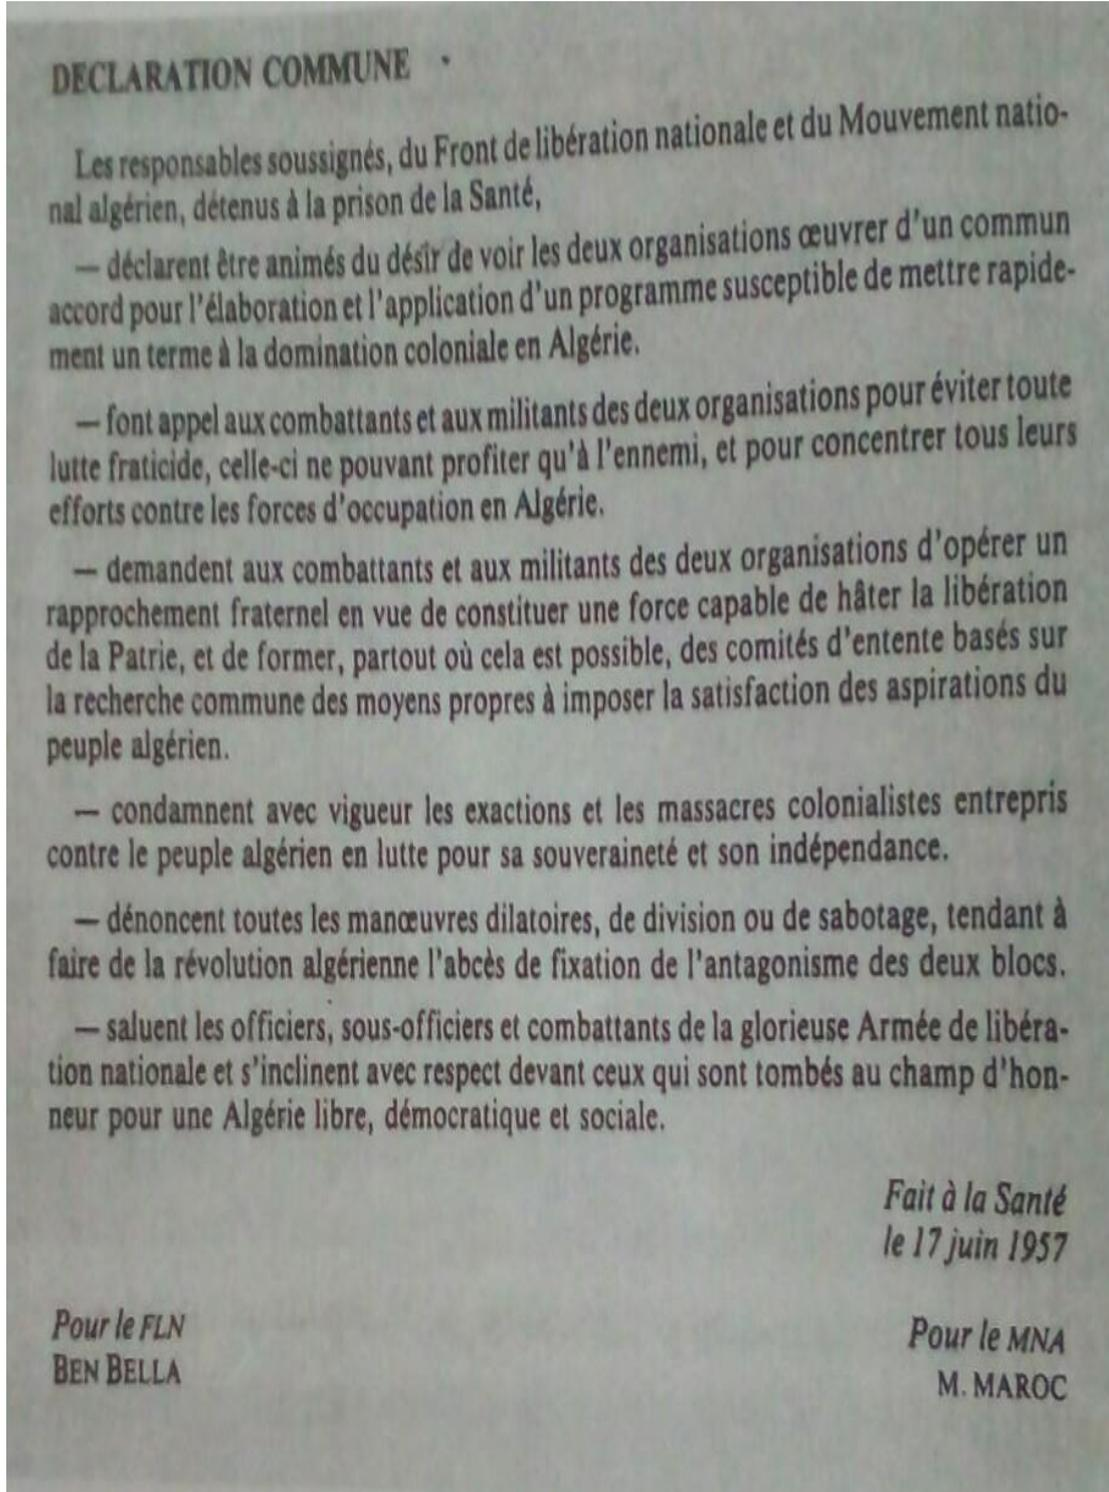 DECLARATION COMMUNE
Les responsables soussignés, du Front de libération nationale et du Mouvement natio-
nal algérien, détenus à la prison de la Santé,
— déclarent être animés du désir de voir les deux organisations œuvrer d'un commun
accord pour l'élaboration et l'application d'un programme susceptible de mettre rapide-
ment un terme à la domination coloniale en Algérie.
— font appel aux combattants et aux militants des deux organisations pour éviter toute
lutte fraticide, celle-ci ne pouvant profiter qu'à l'ennemi, et pour concentrer tous leurs
efforts contre les forces d'occupation en Algérie.
— demandent aux combattants et aux militants des deux organisations d'opérer un
rapprochement fraternel en vue de constituer une force capable de hâter la libération
de la Patrie, et de former, partout où cela est possible, des comités d'entente basés sur
la recherche commune des moyens propres à imposer la satisfaction des aspirations du
peuple algérien.
— condamnent avec vigueur les exactions et les massacres colonialistes entrepris
contre le peuple algérien en lutte pour sa souveraineté et son indépendance.
— dénoncent toutes les manœuvres dilatoires, de division ou de sabotage, tendant à
faire de la révolution algérienne l'abcès de fixation de l'antagonisme des deux blocs.
— saluent les officiers, sous-officiers et combattants de la glorieuse Armée de libéra-
tion nationale et s'inclinent avec respect devant ceux qui sont tombés au champ d'hon-
neur pour une Algérie libre, démocratique et sociale.
Fait à la Santé
le 17 juin 1957
Pour le FLN
BEN BELLA
Pour le MNA
M. MAROC